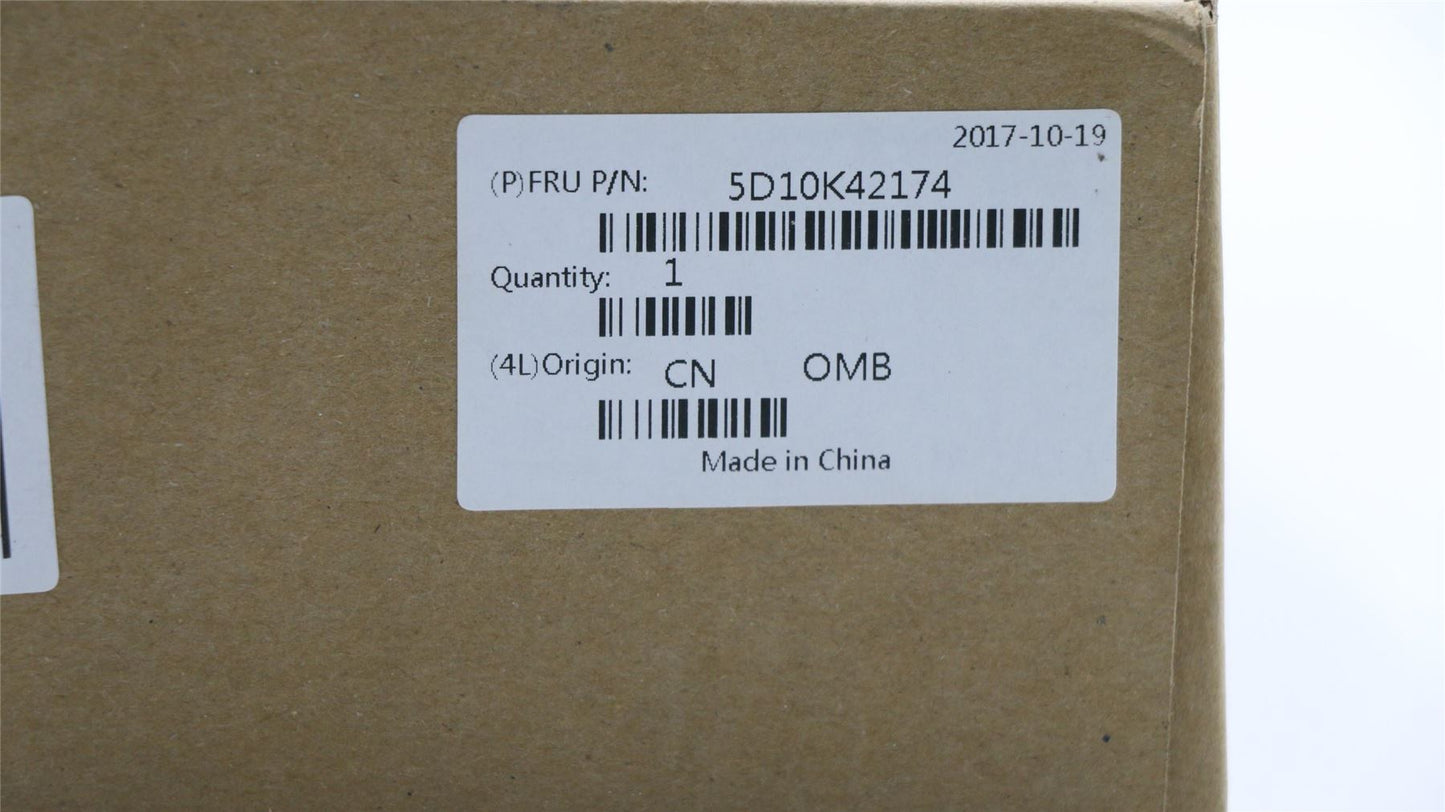 2017-10-19
(P)FRU P/N: 5D10K42174
Quantity: 1
(4L)Origin: CN OMB
Made in China